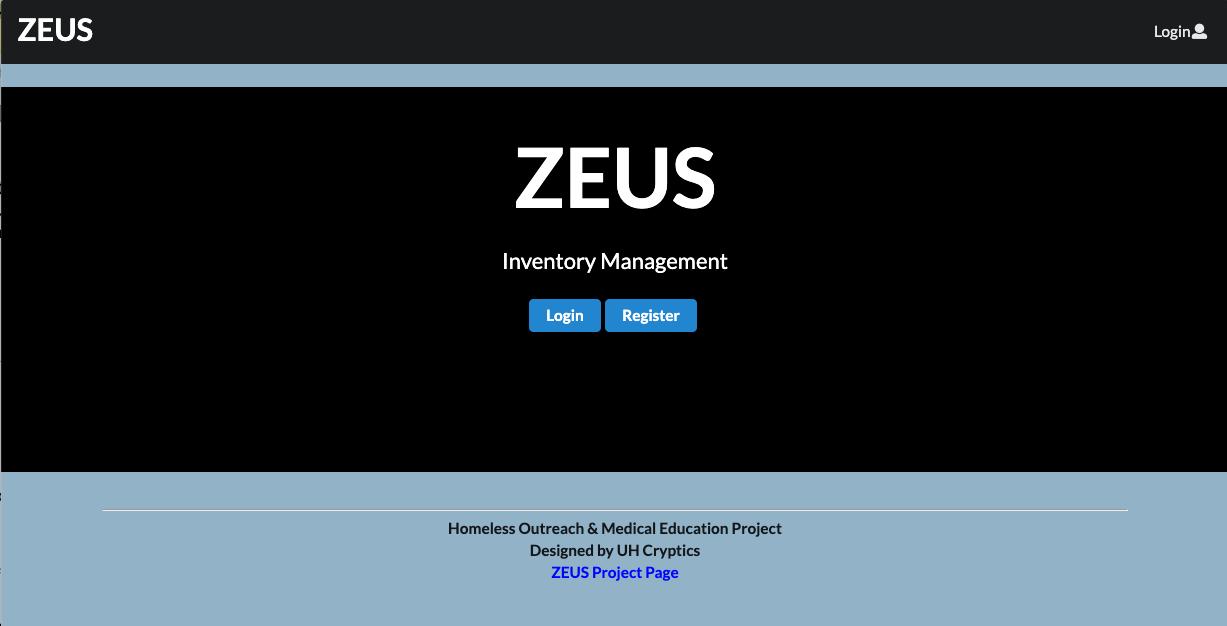 ZEUS
Login
ZEUS
Inventory Management
Login Register
Homeless Outreach & Medical Education Project
Designed by UH Cryptics
ZEUS Project Page